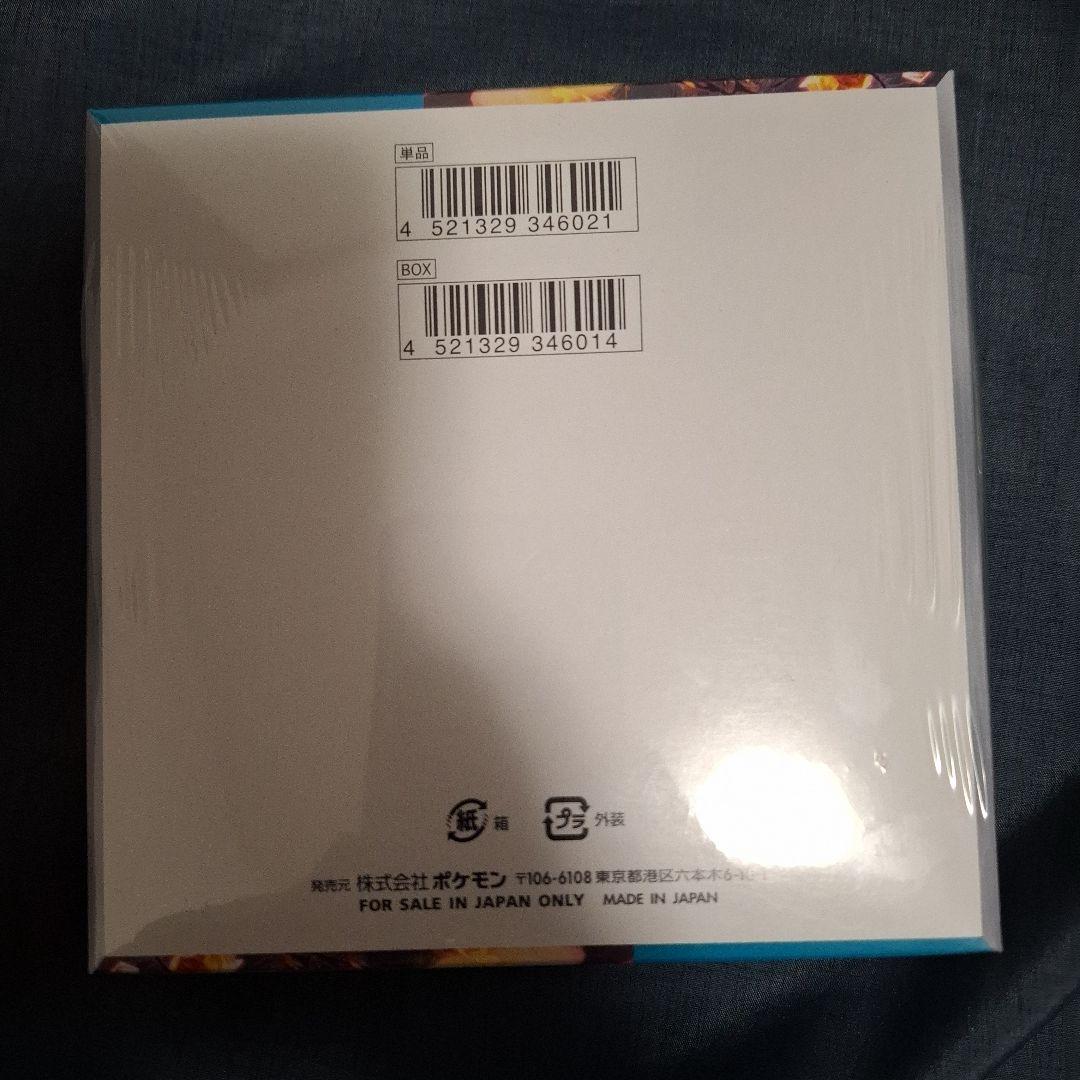 単品
4 521329 346021
BOX
4 521329 346014
紙 箱 プラ 外装
発売元 株式会社ポケモン 〒106-6108 東京都港区六本木6-10-1
FOR SALE IN JAPAN ONLY MADE IN JAPAN